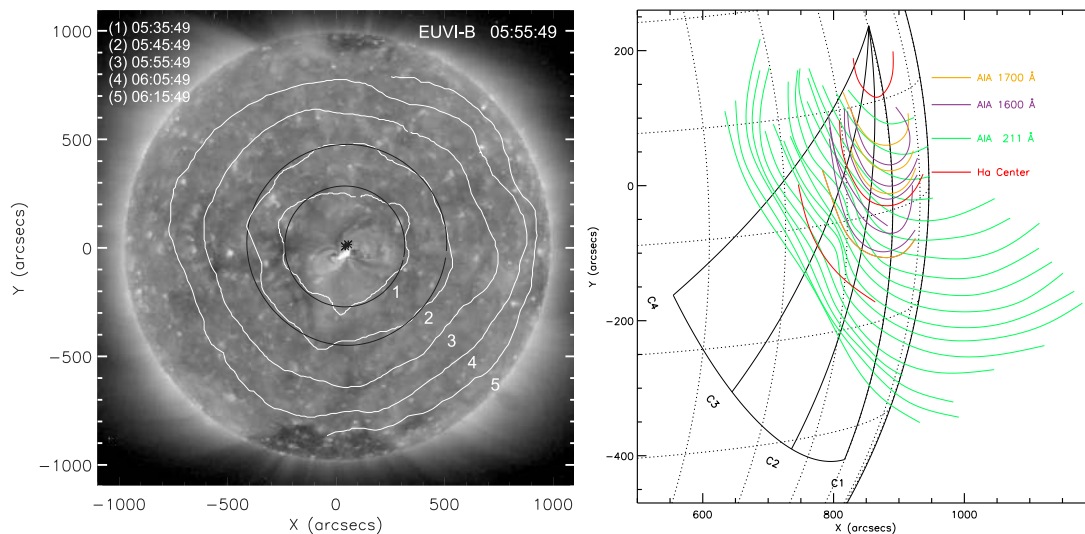 (1) 05:35:49
(2) 05:45:49
(3) 05:55:49
(4) 06:05:49
(5) 06:15:49
EUVI-B 05:55:49
1
2
3
4
5
1000
500
0
-500
-1000
Y (arcsecs)
-1000
-500
0
500
1000
X (arcsecs)
AIA 1700 Å
AIA 1600 Å
AIA 211 Å
Ha Center
C4
C3
C2
C1
200
0
-200
-400
Y (arcsecs)
600
800
1000
X (arcsecs)